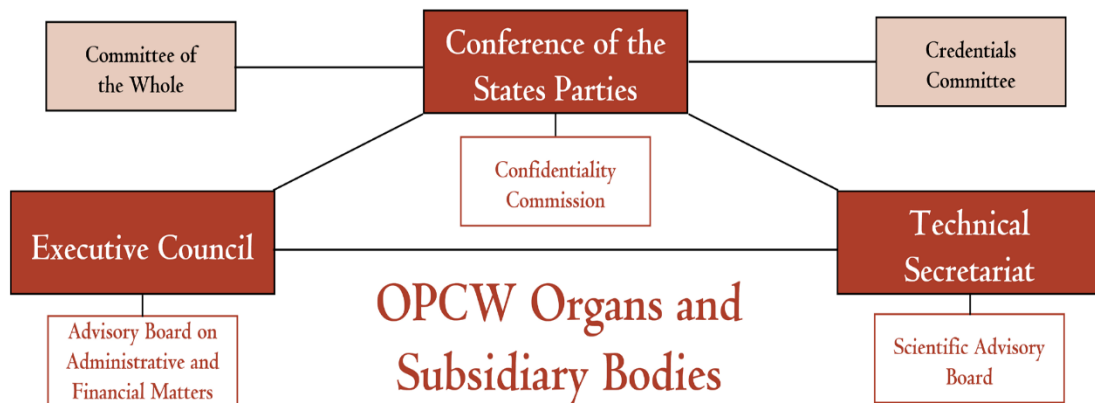 Committee of
the Whole
Conference of the
States Parties
Credentials
Committee
Confidentiality
Commission
Executive Council
Technical
Secretariat
OPCW Organs and
Subsidiary Bodies
Advisory Board on
Administrative and
Financial Matters
Scientific Advisory
Board